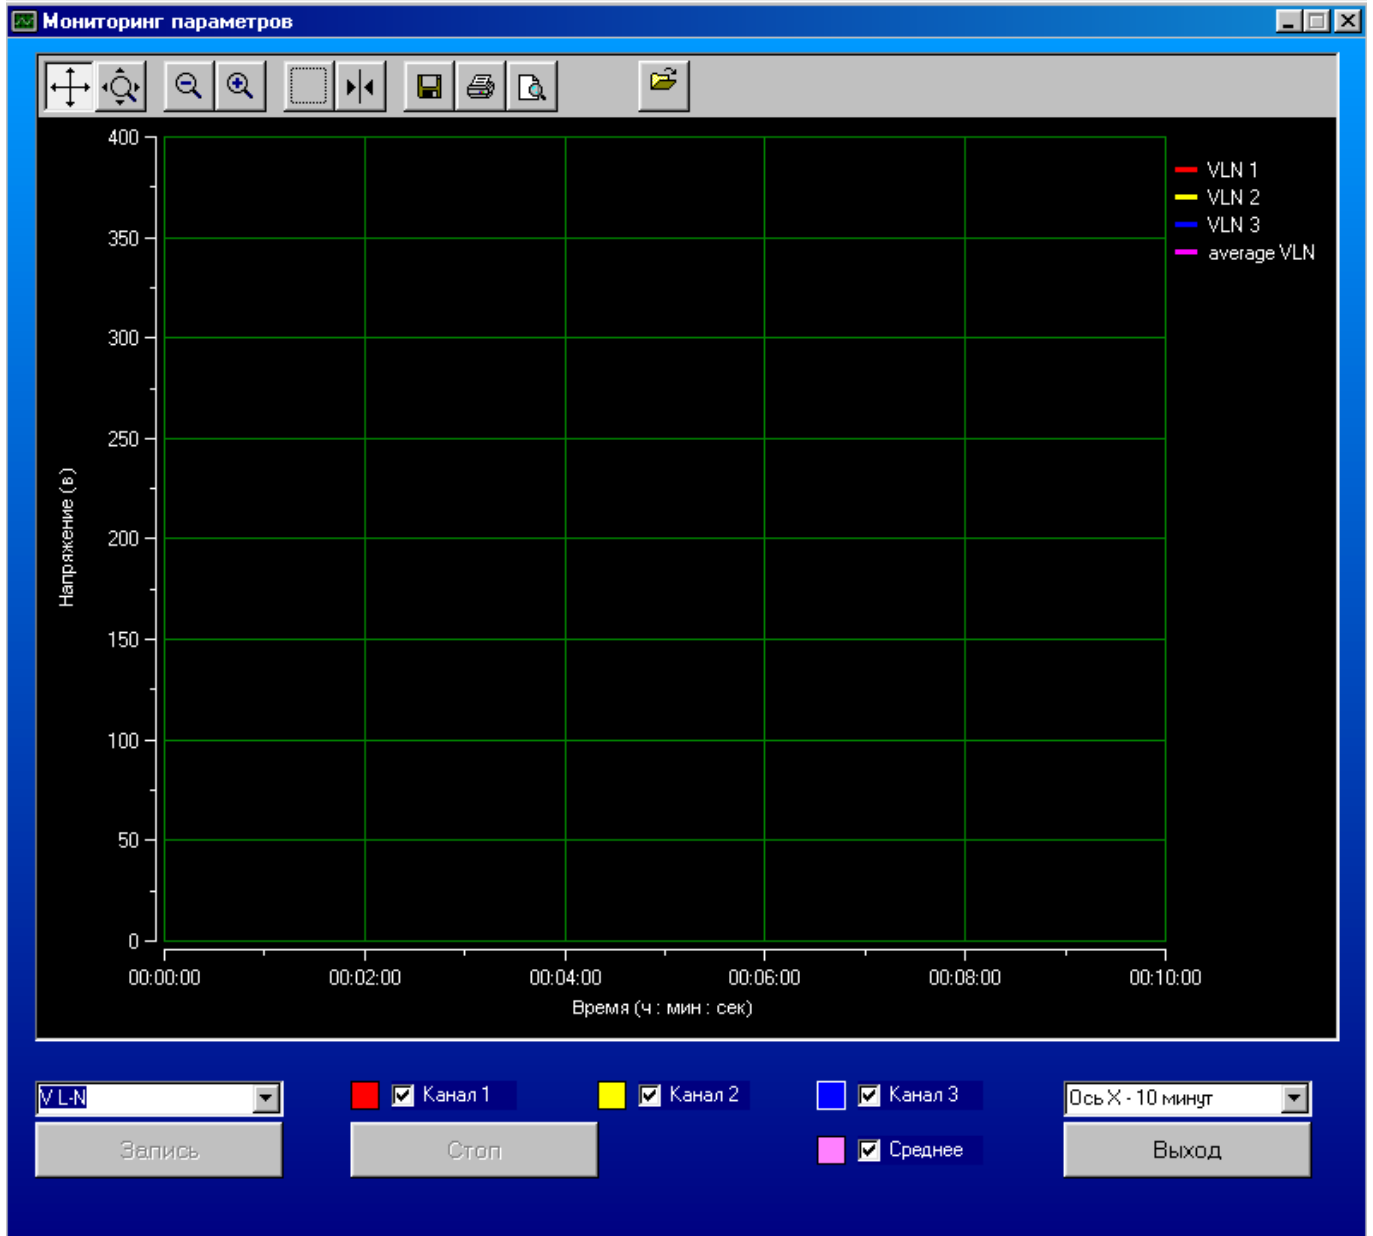 Мониторинг параметров
400
350
300
250
200
150
100
50
0
Напряжение (в)
VLN 1
VLN 2
VLN 3
average VLN
00:00:00 00:02:00 00:04:00 00:06:00 00:08:00 00:10:00
Время (ч : мин : сек)
V L-N Канал 1 Канал 2 Канал 3 Ось X - 10 минут
Запись Стоп Среднее Выход